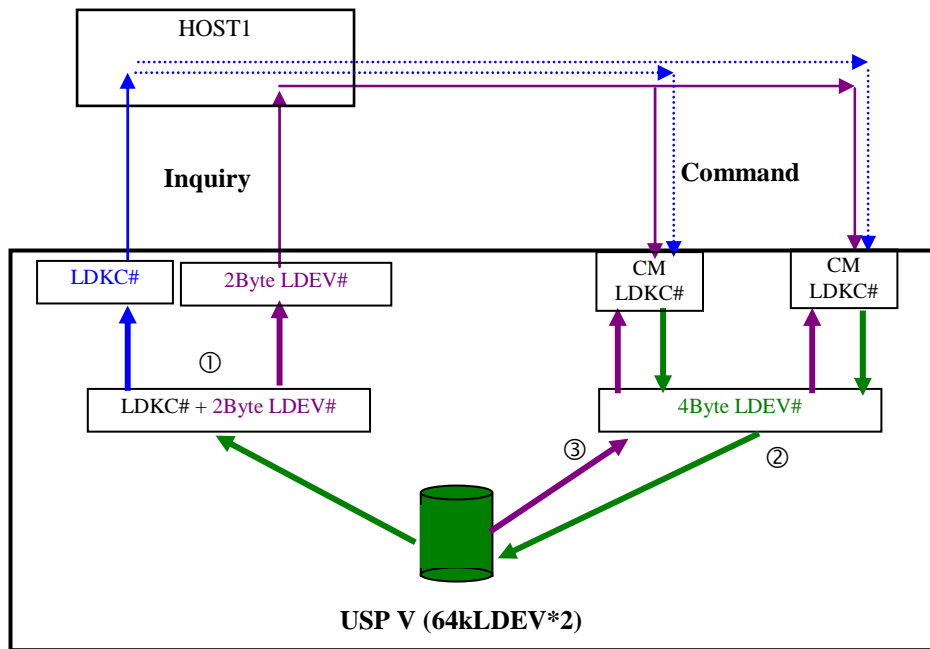 HOST1
Inquiry
Command
LDKC#
2Byte LDEV#
CM
LDKC#
CM
LDKC#
①
LDKC# + 2Byte LDEV#
4Byte LDEV#
③
②
USP V (64kLDEV*2)